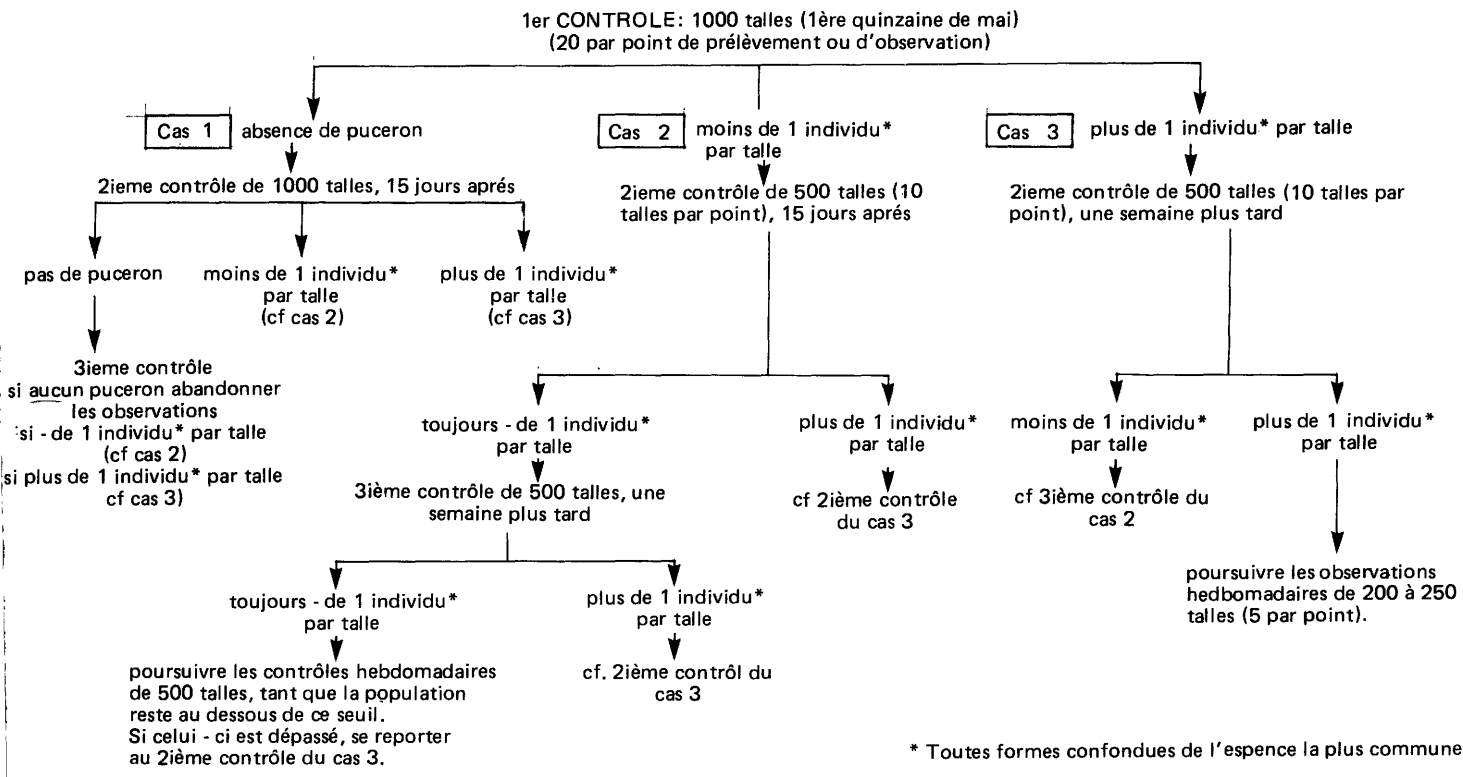 1er CONTROLE: 1000 talles (1ère quinzaine de mai)
(20 par point de prélèvement ou d'observation)
Cas 1
absence de puceron
2ieme contrôle de 1000 talles, 15 jours aprés
pas de puceron
3ieme contrôle
si aucun puceron abandonner
les observations
si - de 1 individu* par talle
(cf cas 2)
si plus de 1 individu* par talle
cf cas 3)
moins de 1 individu*
par talle
(cf cas 2)
plus de 1 individu*
par talle
(cf cas 3)
Cas 2
moins de 1 individu*
par talle
2ieme contrôle de 500 talles (10
talles par point), 15 jours aprés
toujours - de 1 individu*
par talle
3ième contrôle de 500 talles, une
semaine plus tard
toujours - de 1 individu*
par talle
poursuivre les contrôles hebdomadaires
de 500 talles, tant que la population
reste au dessous de ce seuil.
Si celui - ci est dépassé, se reporter
au 2ième contrôle du cas 3.
plus de 1 individu*
par talle
cf. 2ième contrôl du
cas 3
plus de 1 individu*
par talle
cf 2ième contrôle
du cas 3
Cas 3
plus de 1 individu* par talle
2ieme contrôle de 500 talles (10 talles par
point), une semaine plus tard
moins de 1 individu*
par talle
cf 3ième contrôle du
cas 2
plus de 1 individu*
par talle
poursuivre les observations
hedbomadaires de 200 à 250
talles (5 par point).
* Toutes formes confondues de l'espence la plus commune